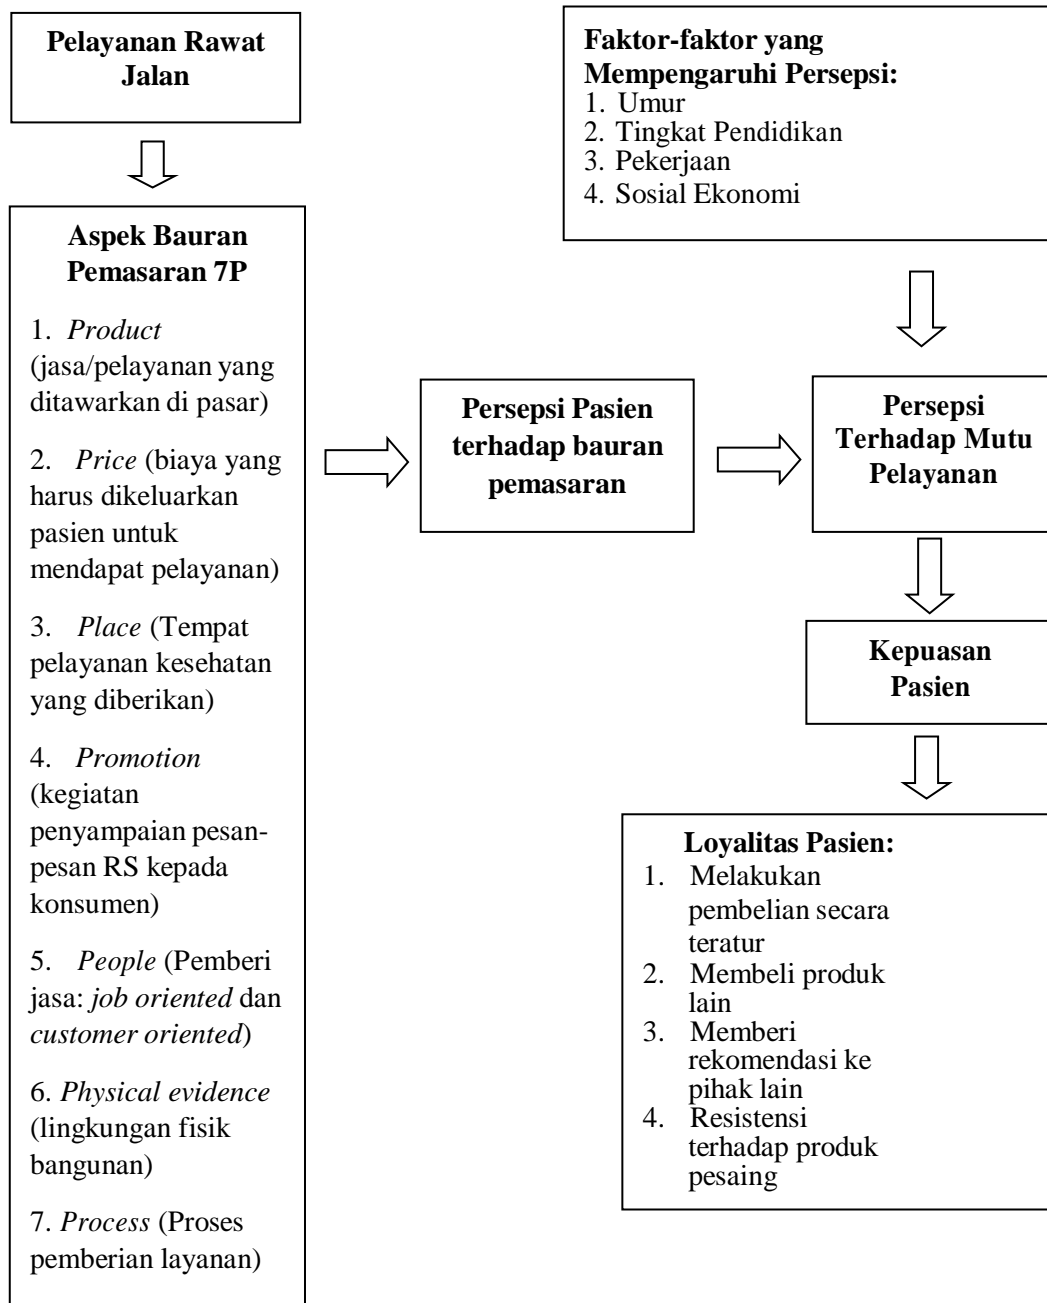 Pelayanan Rawat
Jalan
Faktor-faktor yang
Mempengaruhi Persepsi:
1. Umur
2. Tingkat Pendidikan
3. Pekerjaan
4. Sosial Ekonomi
Aspek Bauran
Pemasaran 7P
1. Product
(jasa/pelayanan yang
ditawarkan di pasar)
2. Price (biaya yang
harus dikeluarkan
pasien untuk
mendapat pelayanan)
3. Place (Tempat
pelayanan kesehatan
yang diberikan)
4. Promotion
(kegiatan
penyampaian pesan-
pesan RS kepada
konsumen)
5. People (Pemberi
jasa: job oriented dan
customer oriented)
6. Physical evidence
(lingkungan fisik
bangunan)
7. Process (Proses
pemberian layanan)
Persepsi Pasien
terhadap bauran
pemasaran
Persepsi
Terhadap Mutu
Pelayanan
Kepuasan
Pasien
Loyalitas Pasien:
1. Melakukan
pembelian secara
teratur
2. Membeli produk
lain
3. Memberi
rekomendasi ke
pihak lain
4. Resistensi
terhadap produk
pesaing